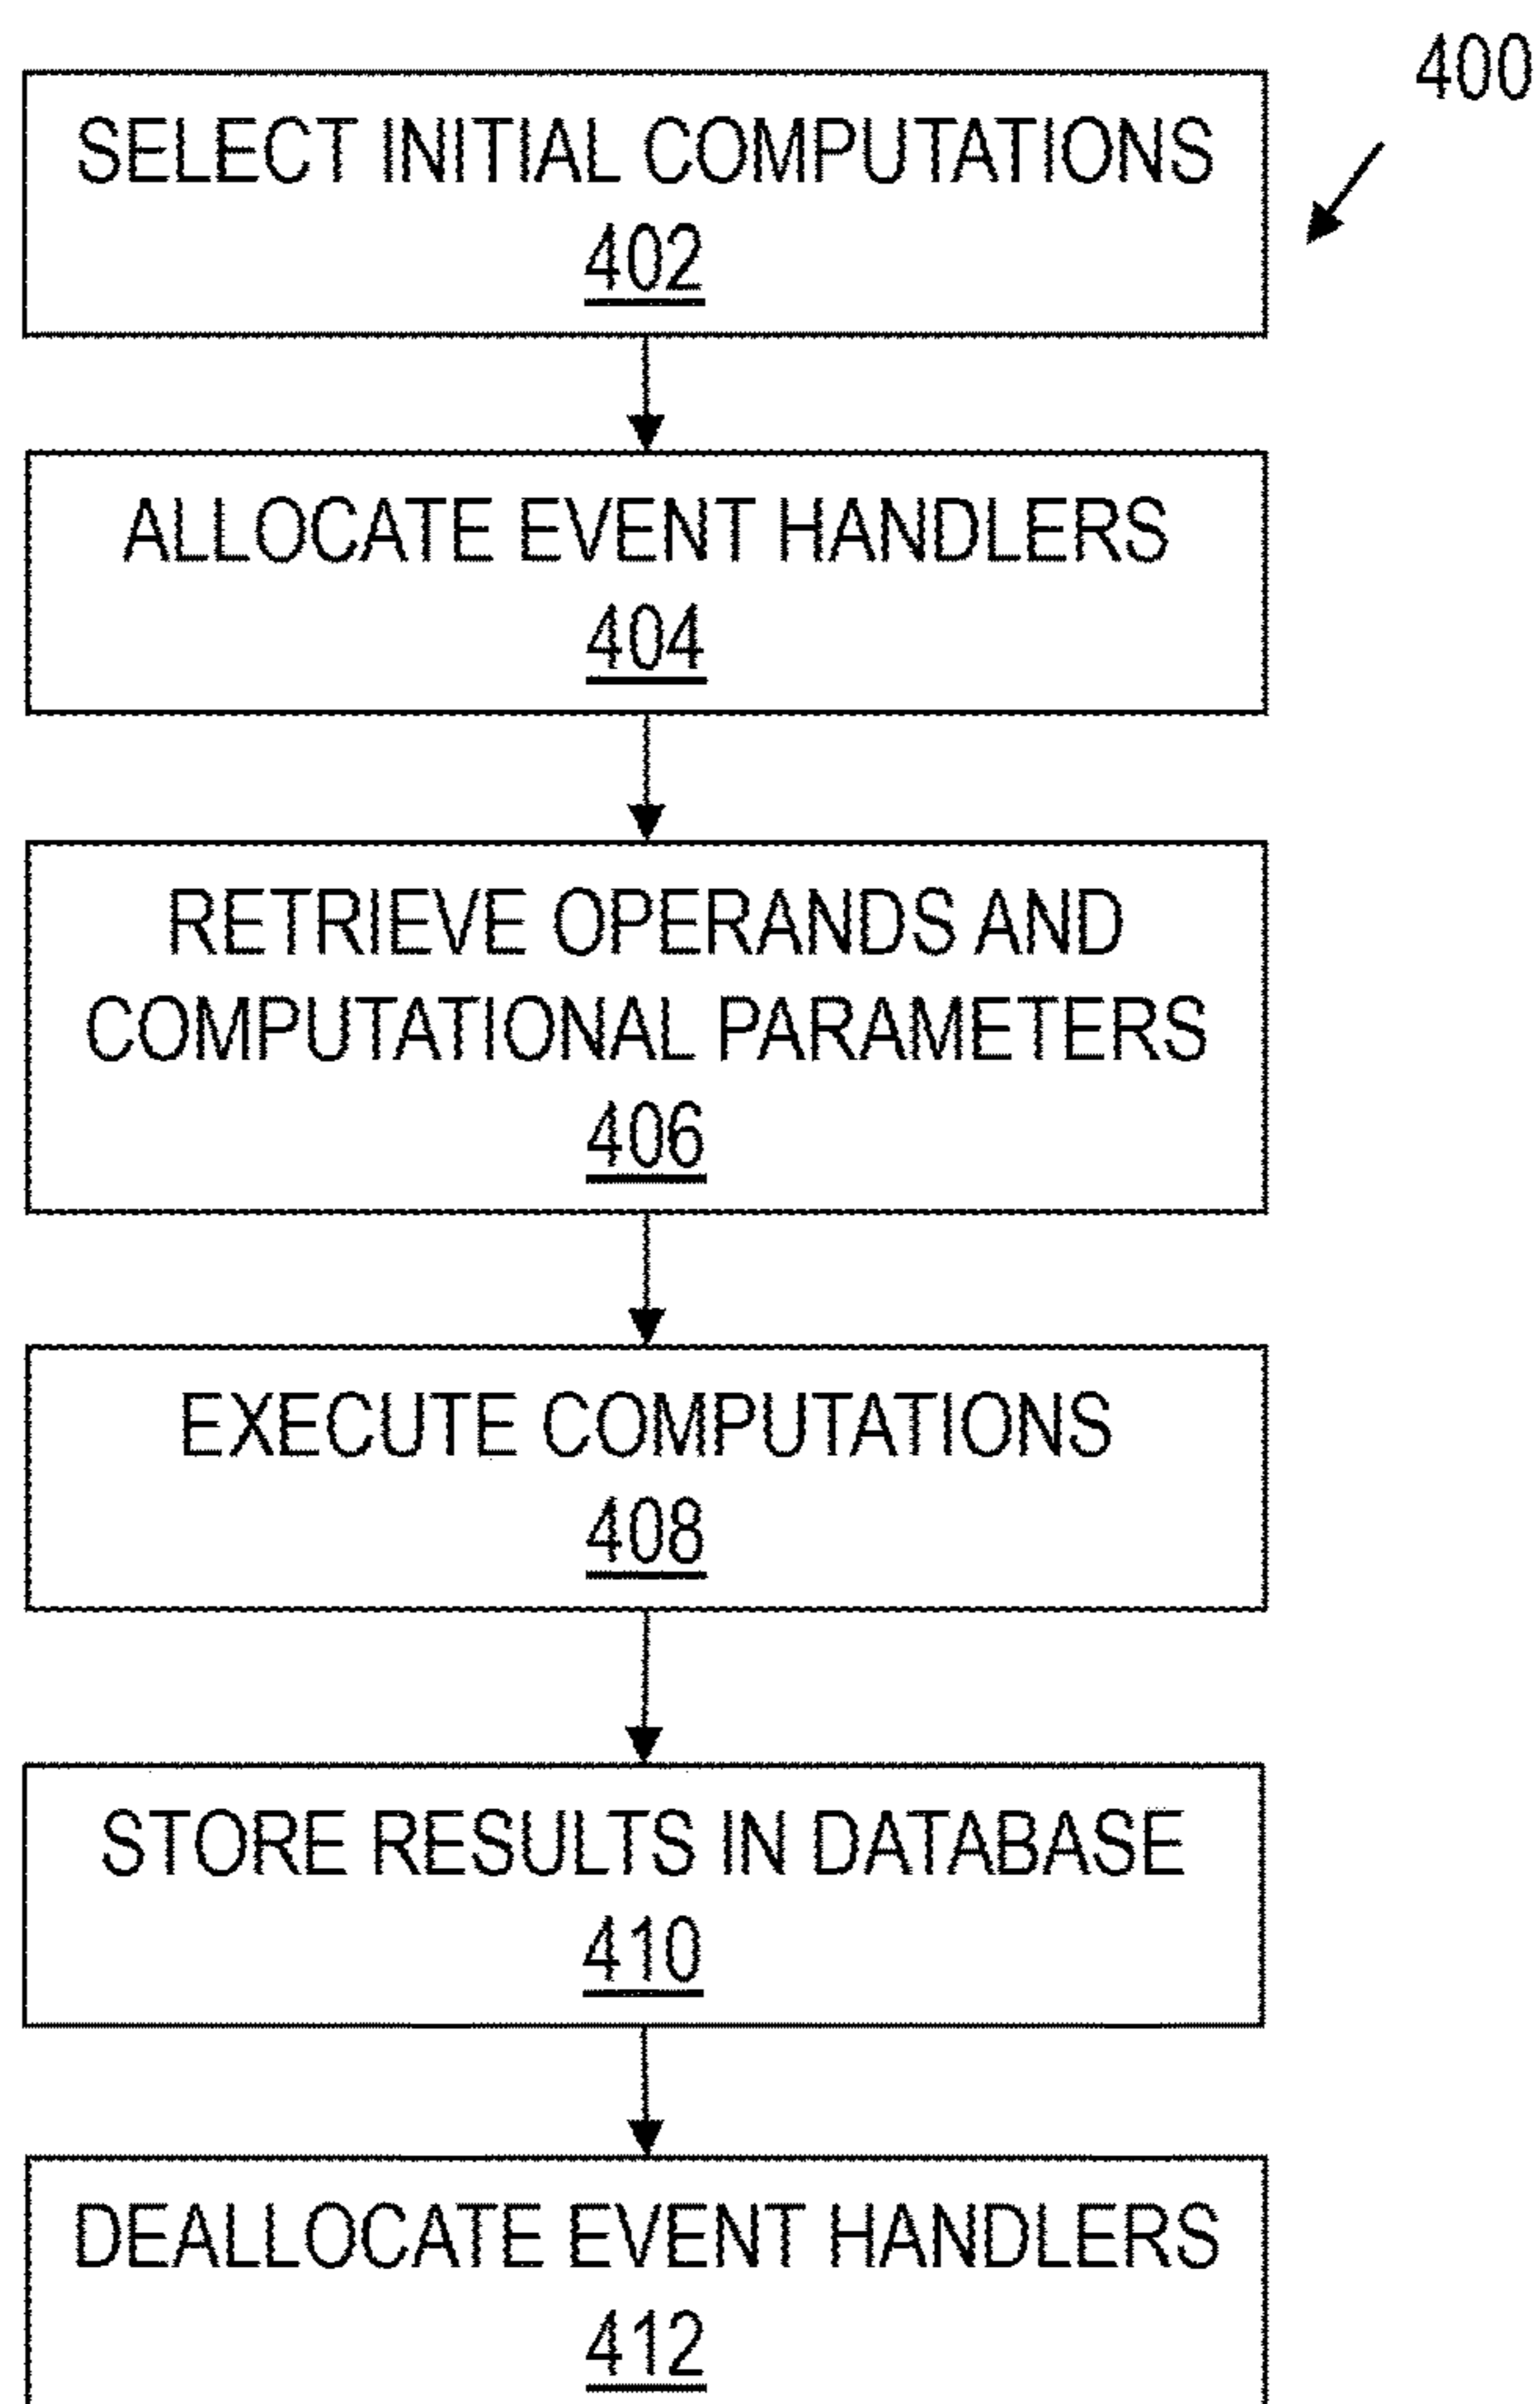 400
SELECT INITIAL COMPUTATIONS
402
ALLOCATE EVENT HANDLERS
404
RETRIEVE OPERANDS AND
COMPUTATIONAL PARAMETERS
406
EXECUTE COMPUTATIONS
408
STORE RESULTS IN DATABASE
410
DEALLOCATE EVENT HANDLERS
412